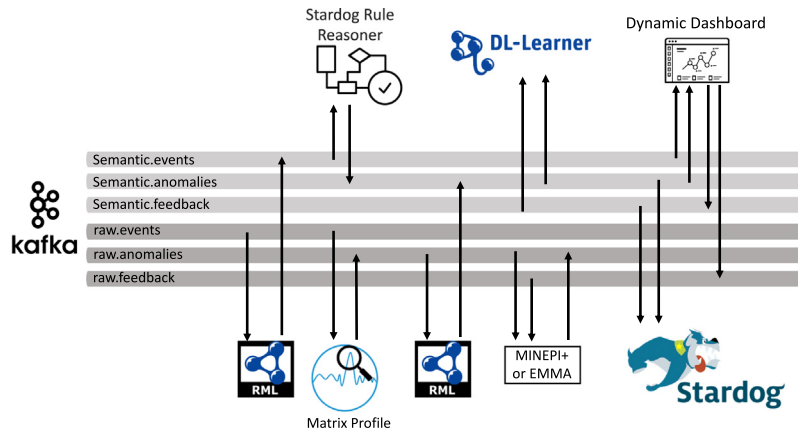 Stardog Rule
Reasoner
DL-Learner
Dynamic Dashboard
Semantic.events
Semantic.anomalies
Semantic.feedback
kafka
raw.events
raw.anomalies
raw.feedback
RML
Matrix Profile
RML
MINEPI+
or EMMA
Stardog